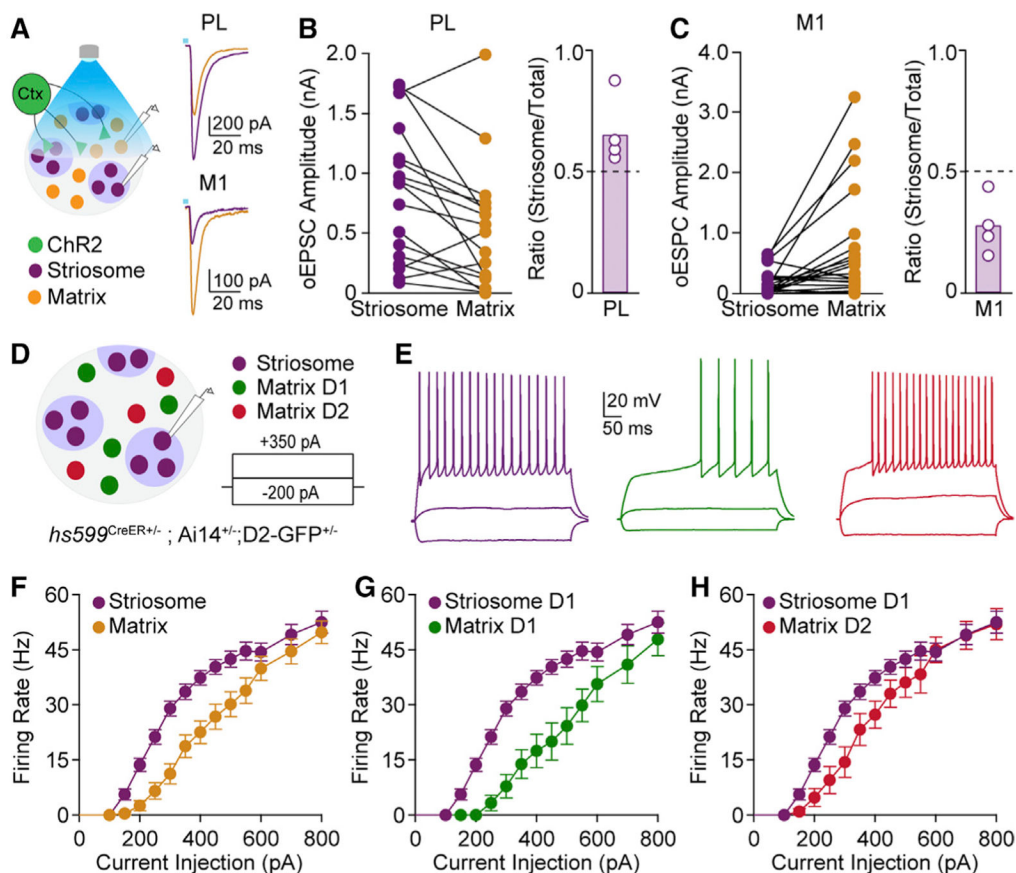 A
PL
Ctx
200 pA
20 ms
M1
100 pA
20 ms
ChR2
Striosome
Matrix
B
PL
oEPSC Amplitude (nA)
2.0
1.5
1.0
0.5
0
Striosome Matrix
Ratio (Striosome/Total)
1.0
0.5
0
PL
C
M1
oESPC Amplitude (nA)
4.0
3.0
2.0
1.0
0.0
0
Striosome Matrix
Ratio (Striosome/Total)
1.0
0.5
0
M1
D
Striosome
Matrix D1
Matrix D2
+350 pA
-200 pA
hs599CreER+/- ; Ai14+/-;D2-GFP+/-
E
20 mV
50 ms
F
Striosome
Matrix
Firing Rate (Hz)
60
45
30
15
0
0 200 400 600 800
Current Injection (pA)
G
Striosome D1
Matrix D1
Firing Rate (Hz)
60
45
30
15
0
0 200 400 600 800
Current Injection (pA)
H
Striosome D1
Matrix D2
Firing Rate (Hz)
60
45
30
15
0
0 200 400 600 800
Current Injection (pA)